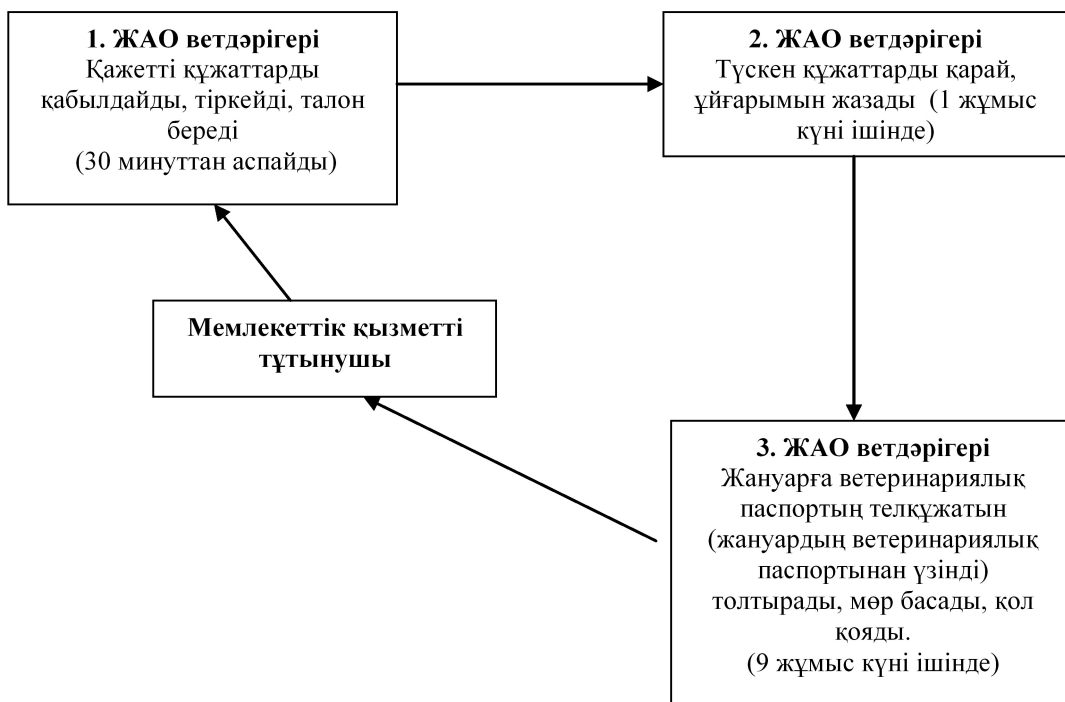 1. ЖАО ветдәрігері
Қажетті құжаттарды
қабылдайды, тіркейді, талон
береді
(30 минуттан аспайды)
2. ЖАО ветдәрігері
Түскен құжаттарды қарай,
ұйғарымын жазады (1 жұмыс
күні ішінде)
Мемлекеттік қызметті
тұтынушы
3. ЖАО ветдәрігері
Жануарға ветеринариялық
паспортың телқұжатын
(жануардың ветеринариялық
паспортынан үзінді)
толтырады, мөр басады, қол
қояды.
(9 жұмыс күні ішінде)